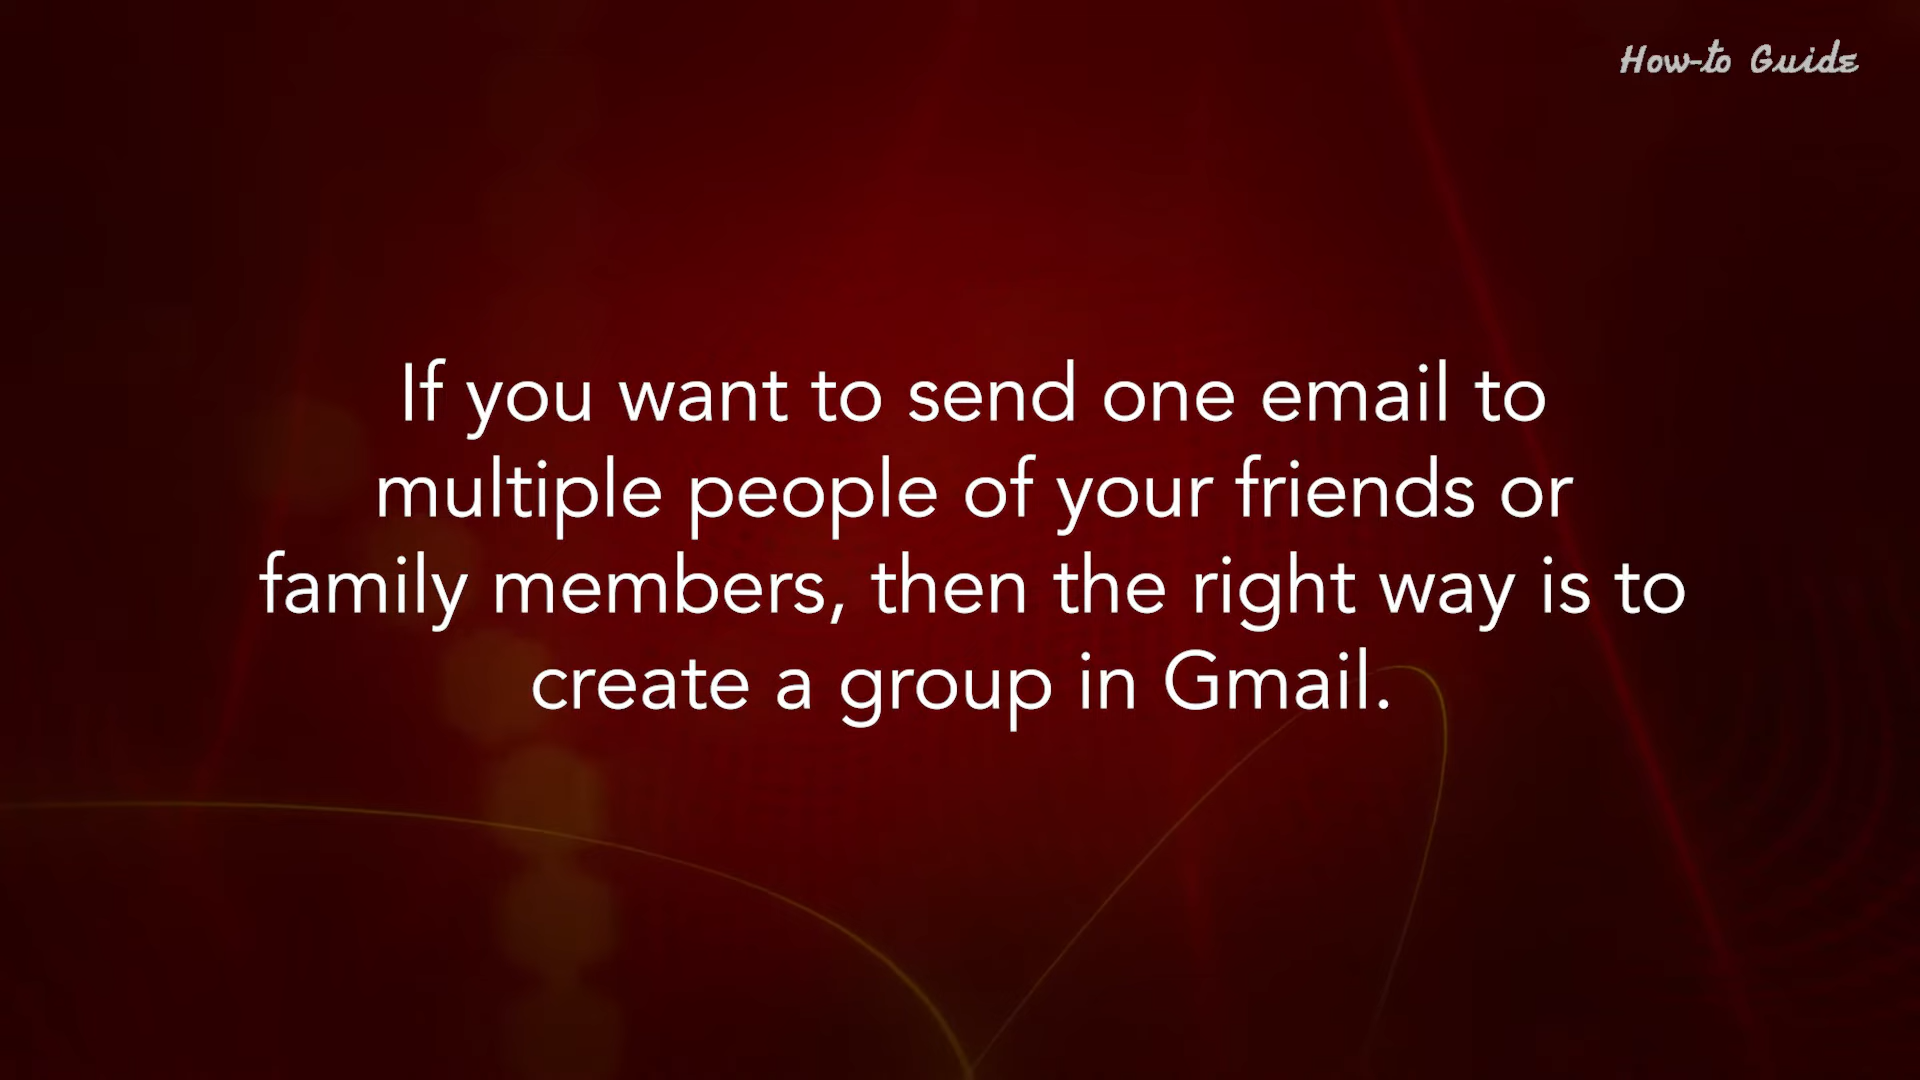 How-to Guide
If you want to send one email to
multiple people of your friends or
family members, then the right way is to
create a group in Gmail.